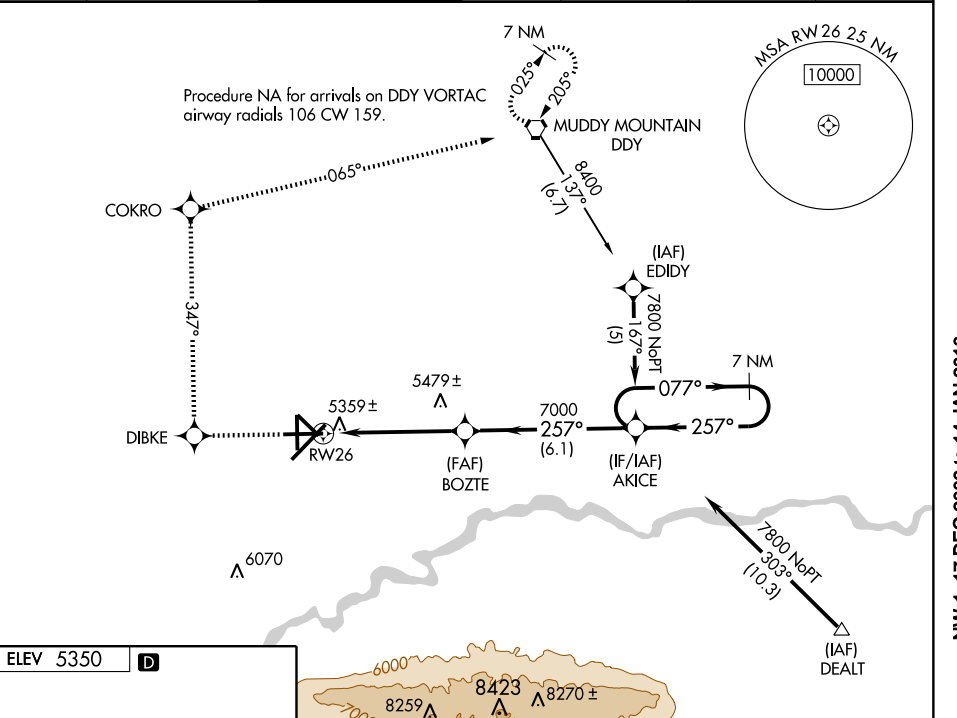 7 NM
MSA RW 26 25 NM
10000
025°
205°
Procedure NA for arrivals on DDY VORTAC
airway radials 106 CW 159.
MUDDY MOUNTAIN
DDY
065°
8400
137°
(6.7)
COKRO
(IAF)
EDIDY
7800 NoPT
167°
(5)
347°
7 NM
077°
5479±
5359±
7000
257°
(6.1)
257°
DIBKE
RW26
(FAF)
BOZTE
(IF/IAF)
AKICE
6070
7800 NoPT
303°
(10.3)
(IAF)
DEALT
ELEV 5350
D
6000
8423
8270 ±
8259
7000